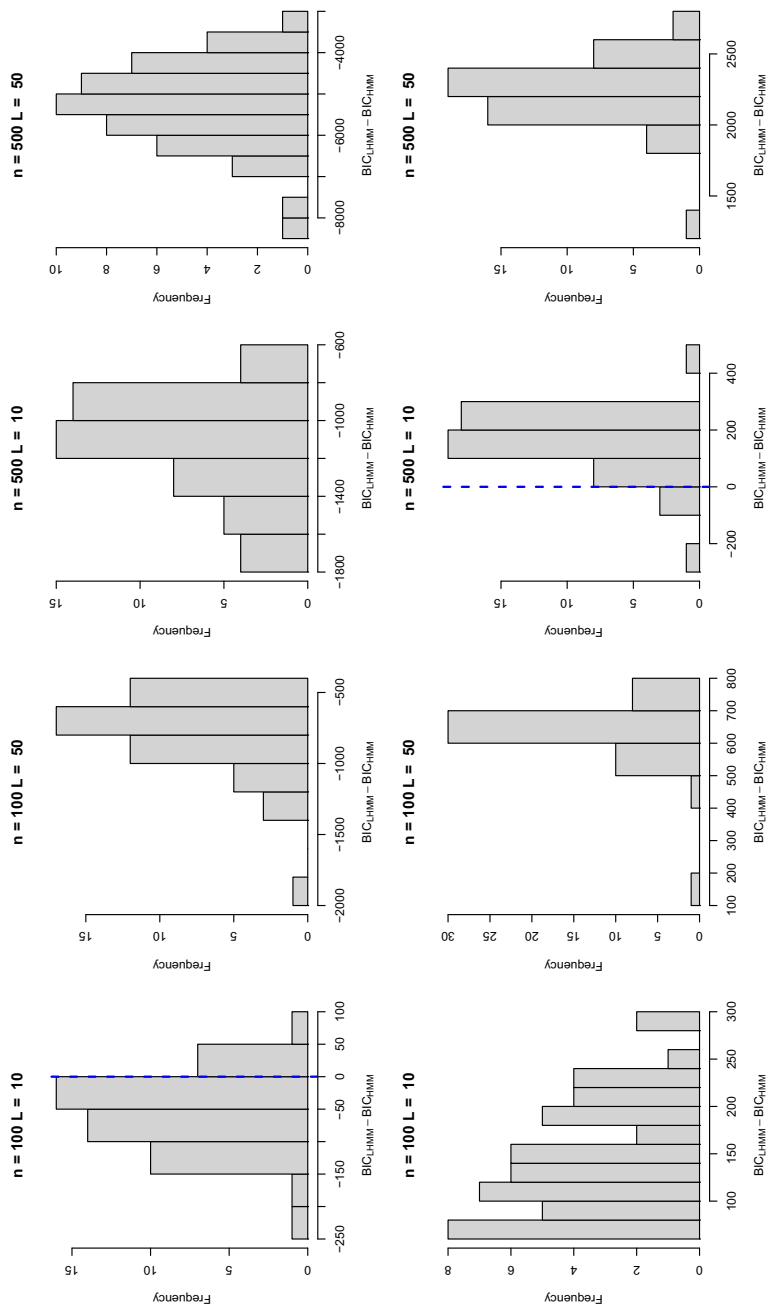 n = 100 L = 10
Frequency
0 5 10 15
−250 −150 −50 0 50 100
BIC_LHMM − BIC_HMM
n = 100 L = 50
Frequency
0 5 10 15
−2000 −1500 −1000 −500
BIC_LHMM − BIC_HMM
n = 500 L = 10
Frequency
0 5 10 15
−1800 −1400 −1000 −600
BIC_LHMM − BIC_HMM
n = 500 L = 50
Frequency
0 2 4 6 8 10
−8000 −6000 −4000
BIC_LHMM − BIC_HMM
n = 100 L = 10
Frequency
0 2 4 6 8
100 150 200 250 300
BIC_LHMM − BIC_HMM
n = 100 L = 50
Frequency
0 5 10 15 20 25 30
100 200 300 400 500 600 700 800
BIC_LHMM − BIC_HMM
n = 500 L = 10
Frequency
0 5 10 15
−200 0 200 400
BIC_LHMM − BIC_HMM
n = 500 L = 50
Frequency
0 5 10 15
1500 2000 2500
BIC_LHMM − BIC_HMM